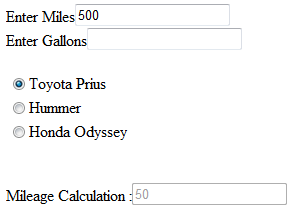 Enter Miles 500
Enter Gallons
Toyota Prius
Hummer
Honda Odyssey
Mileage Calculation : 50